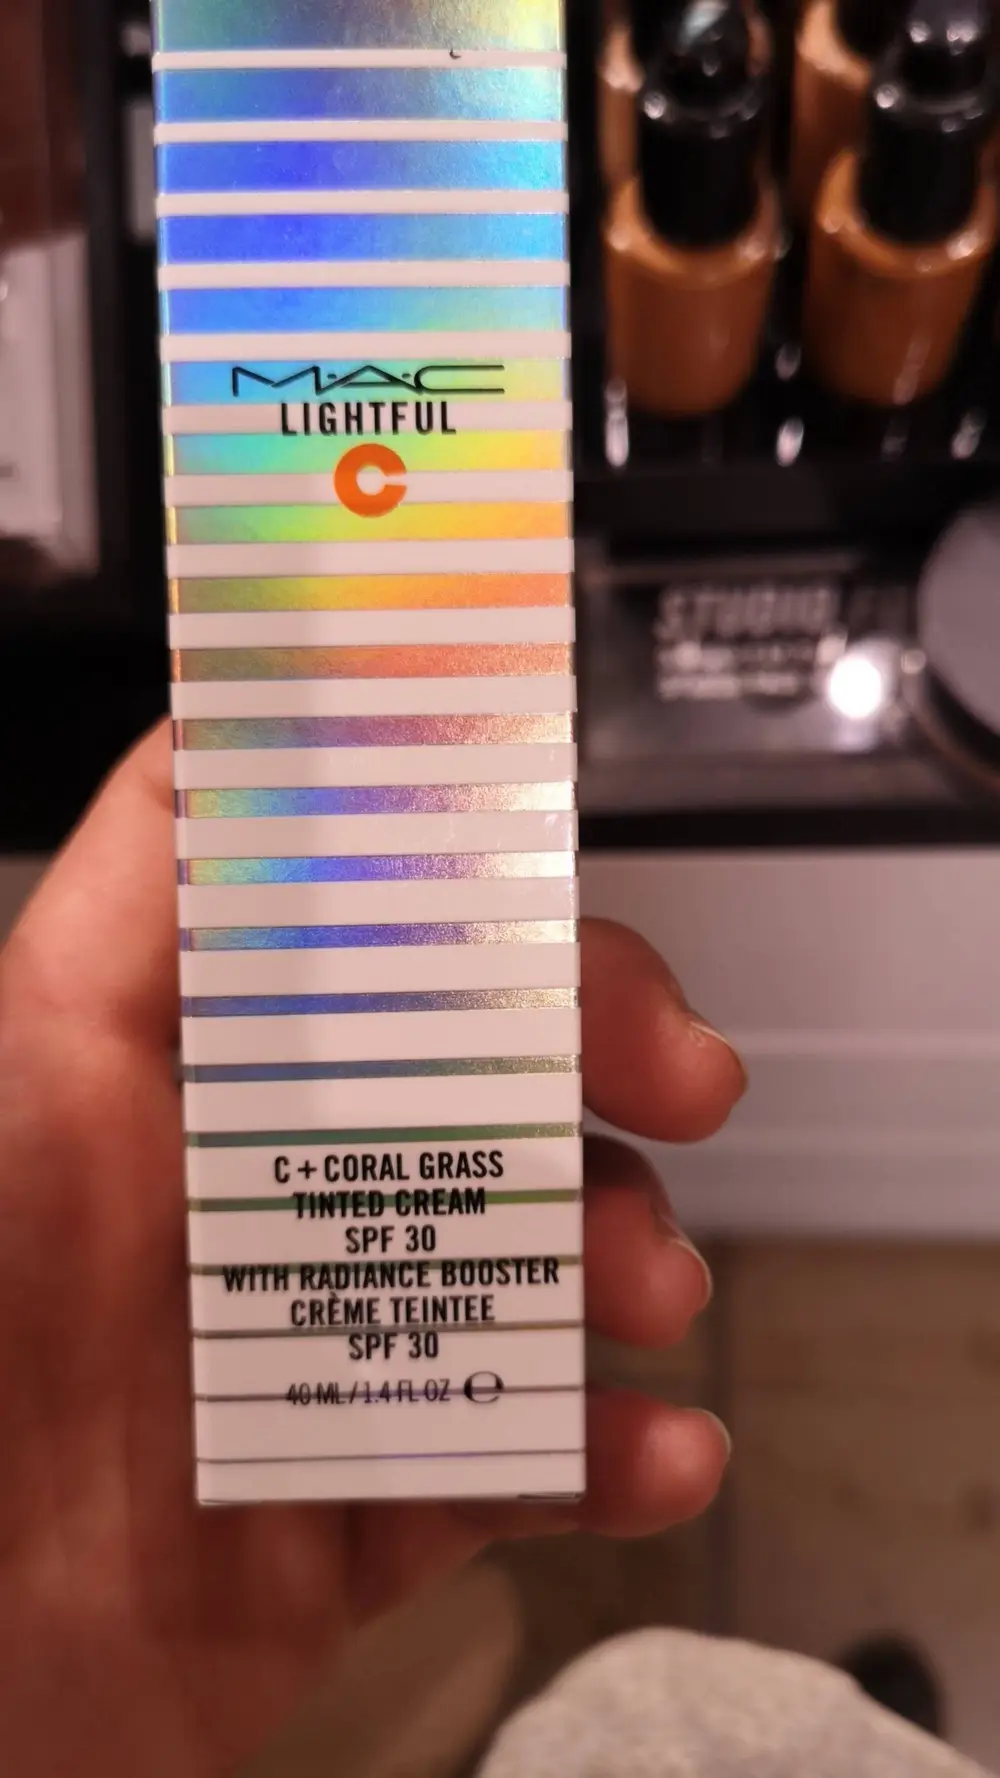 M·A·C
LIGHTFUL
C
C + CORAL GRASS
TINTED CREAM
SPF 30
WITH RADIANCE BOOSTER
CRÈME TEINTEE
SPF 30
40 ML / 1.4 FL OZ ℮
STUDIO